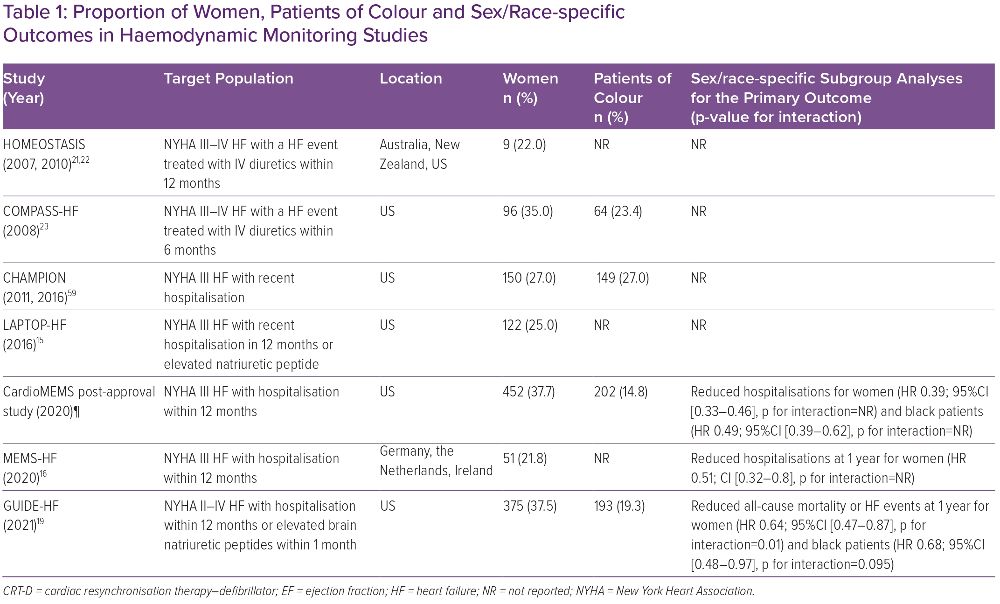 Table 1: Proportion of Women, Patients of Colour and Sex/Race-specific
Outcomes in Haemodynamic Monitoring Studies
Study
(Year)
Target Population
Location
Women
n (%)
Patients of
Colour
n (%)
Sex/race-specific Subgroup Analyses
for the Primary Outcome
(p-value for interaction)
HOMEOSTASIS
(2007, 2010)21,22
NYHA III–IV HF with a HF event
treated with IV diuretics within
12 months
Australia, New
Zealand, US
9 (22.0)
NR
NR
COMPASS-HF
(2008)23
NYHA III–IV HF with a HF event
treated with IV diuretics within
6 months
US
96 (35.0)
64 (23.4)
NR
CHAMPION
(2011, 2016)59
NYHA III HF with recent
hospitalisation
US
150 (27.0)
149 (27.0)
NR
LAPTOP-HF
(2016)15
NYHA III HF with recent
hospitalisation in 12 months or
elevated natriuretic peptide
US
122 (25.0)
NR
NR
CardioMEMS post-approval
study (2020)¶
NYHA III HF with hospitalisation
within 12 months
US
452 (37.7)
202 (14.8)
Reduced hospitalisations for women (HR 0.39; 95%CI
[0.33–0.46], p for interaction=NR) and black patients
(HR 0.49; 95%CI [0.39–0.62], p for interaction=NR)
MEMS-HF
(2020)16
NYHA III HF with hospitalisation
within 12 months
Germany, the
Netherlands, Ireland
51 (21.8)
NR
Reduced hospitalisations at 1 year for women (HR
0.51; CI [0.32–0.8], p for interaction=NR)
GUIDE-HF
(2021)19
NYHA II–IV HF with hospitalisation
within 12 months or elevated brain
natriuretic peptides within 1 month
US
375 (37.5)
193 (19.3)
Reduced all-cause mortality or HF events at 1 year for
women (HR 0.64; 95%CI [0.47–0.87], p for
interaction=0.01) and black patients (HR 0.68; 95%CI
[0.48–0.97], p for interaction=0.095)
CRT-D = cardiac resynchronisation therapy–defibrillator; EF = ejection fraction; HF = heart failure; NR = not reported; NYHA = New York Heart Association.